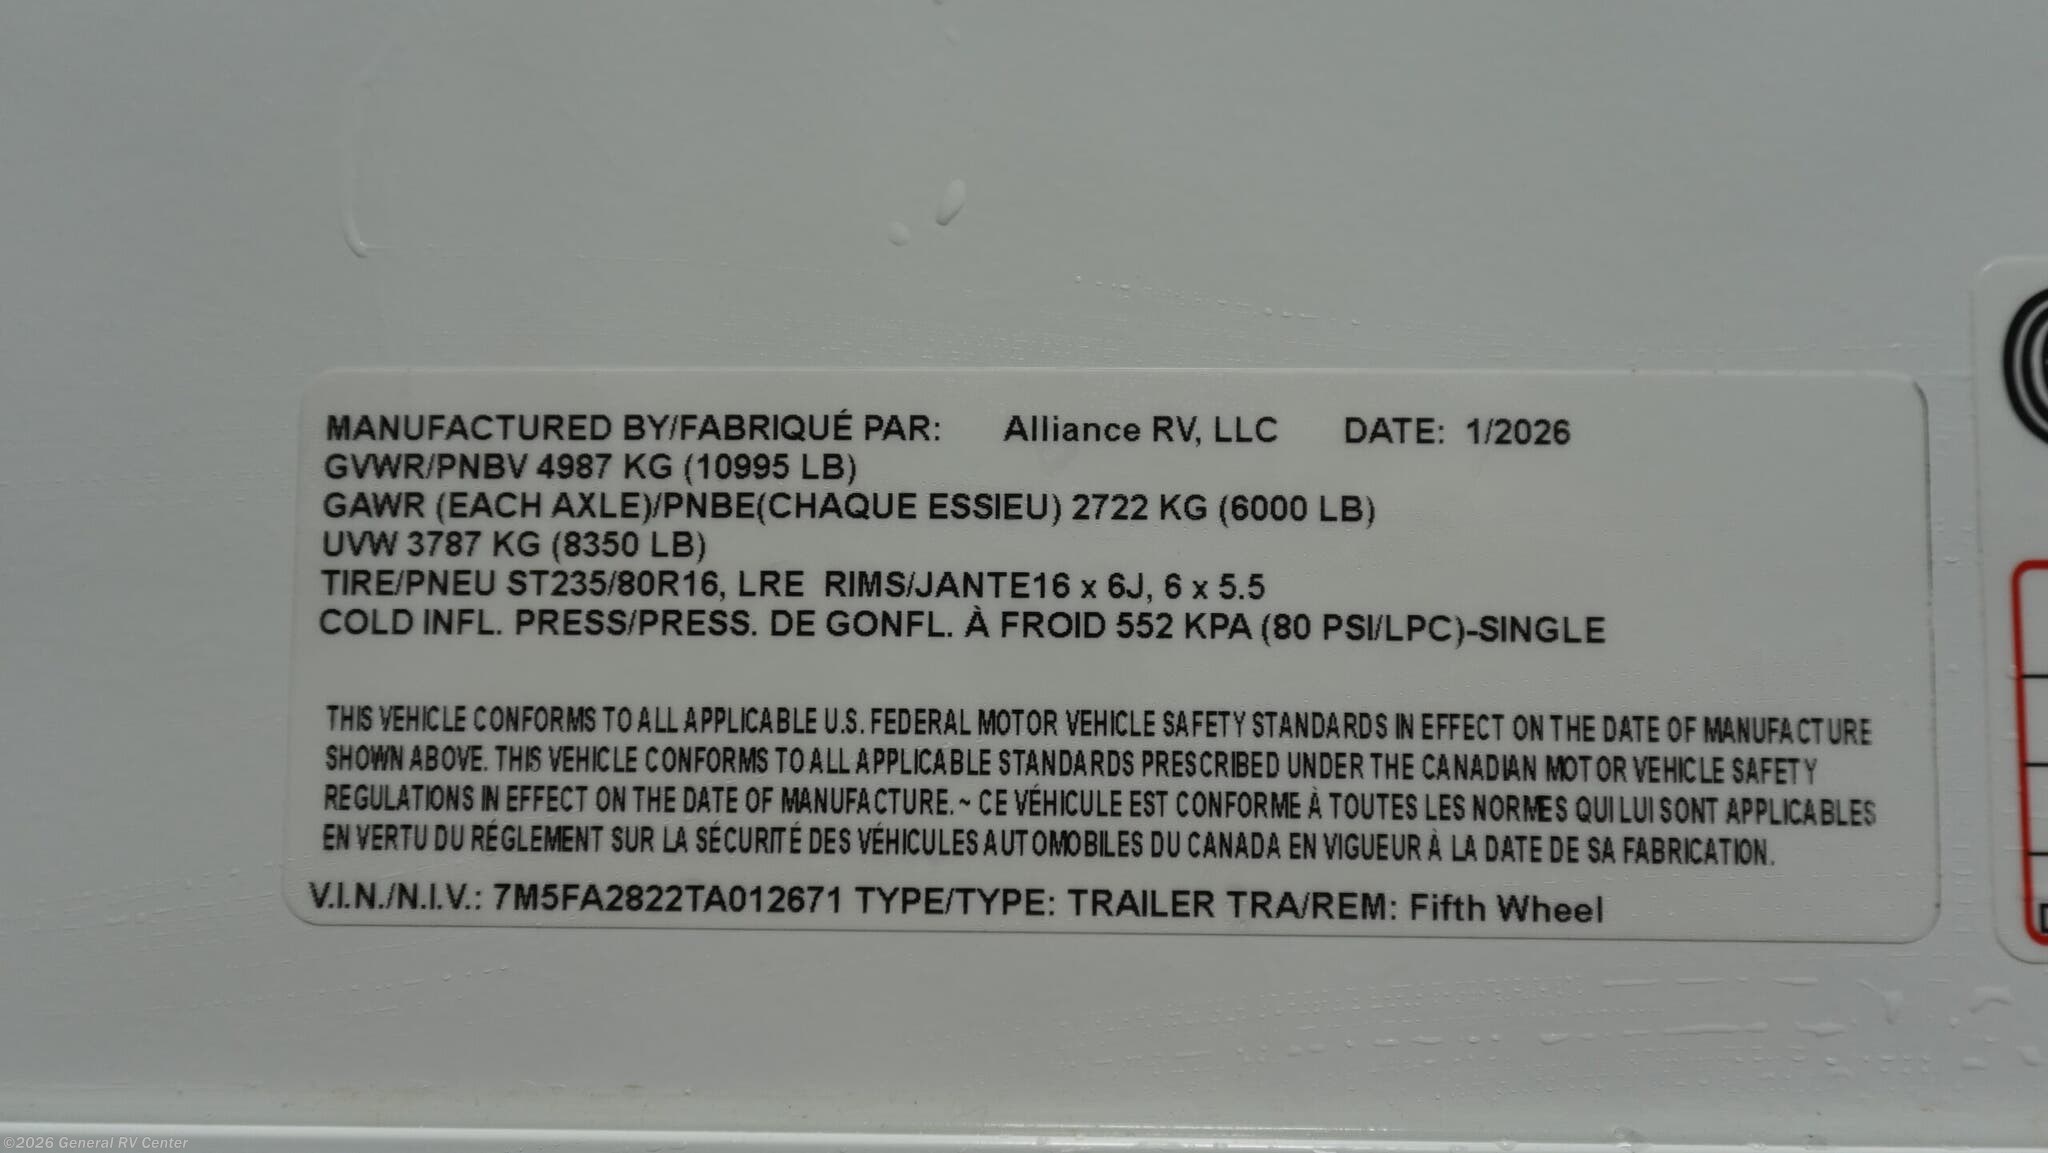 MANUFACTURED BY/FABRIQUÉ PAR: Alliance RV, LLC DATE: 1/2026
GVWR/PNBV 4987 KG (10995 LB)
GAWR (EACH AXLE)/PNBE(CHAQUE ESSIEU) 2722 KG (6000 LB)
UVW 3787 KG (8350 LB)
TIRE/PNEU ST235/80R16, LRE RIMS/JANTE16 x 6J, 6 x 5.5
COLD INFL. PRESS/PRESS. DE GONFL. À FROID 552 KPA (80 PSI/LPC)-SINGLE
THIS VEHICLE CONFORMS TO ALL APPLICABLE U.S. FEDERAL MOTOR VEHICLE SAFETY STANDARDS IN EFFECT ON THE DATE OF MANUFACTURE
SHOWN ABOVE. THIS VEHICLE CONFORMS TO ALL APPLICABLE STANDARDS PRESCRIBED UNDER THE CANADIAN MOTOR VEHICLE SAFETY
REGULATIONS IN EFFECT ON THE DATE OF MANUFACTURE. ~ CE VÉHICULE EST CONFORME À TOUTES LES NORMES QUI LUI SONT APPLICABLES
EN VERTU DU RÉGLEMENT SUR LA SÉCURITÉ DES VÉHICULES AUTOMOBILES DU CANADA EN VIGUEUR À LA DATE DE SA FABRICATION.
V.I.N./N.I.V.: 7M5FA2822TA012671 TYPE/TYPE: TRAILER TRA/REM: Fifth Wheel
©2026 General RV Center